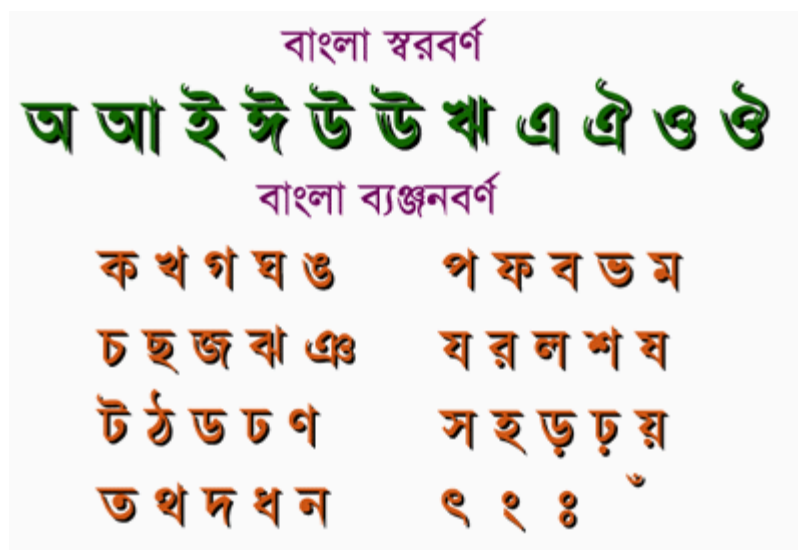 বাংলা স্বরবর্ণ
অ আ ই ঈ উ ঊ ঋ এ ঐ ও ঔ
বাংলা ব্যঞ্জনবর্ণ
ক খ গ ঘ ঙ প ফ ব ভ ম
চ ছ জ ঝ ঞ য র ল শ ষ
ট ঠ ড ঢ ণ স হ ড় ঢ় য়
ত থ দ ধ ন ৎ ং ঃ ঁ